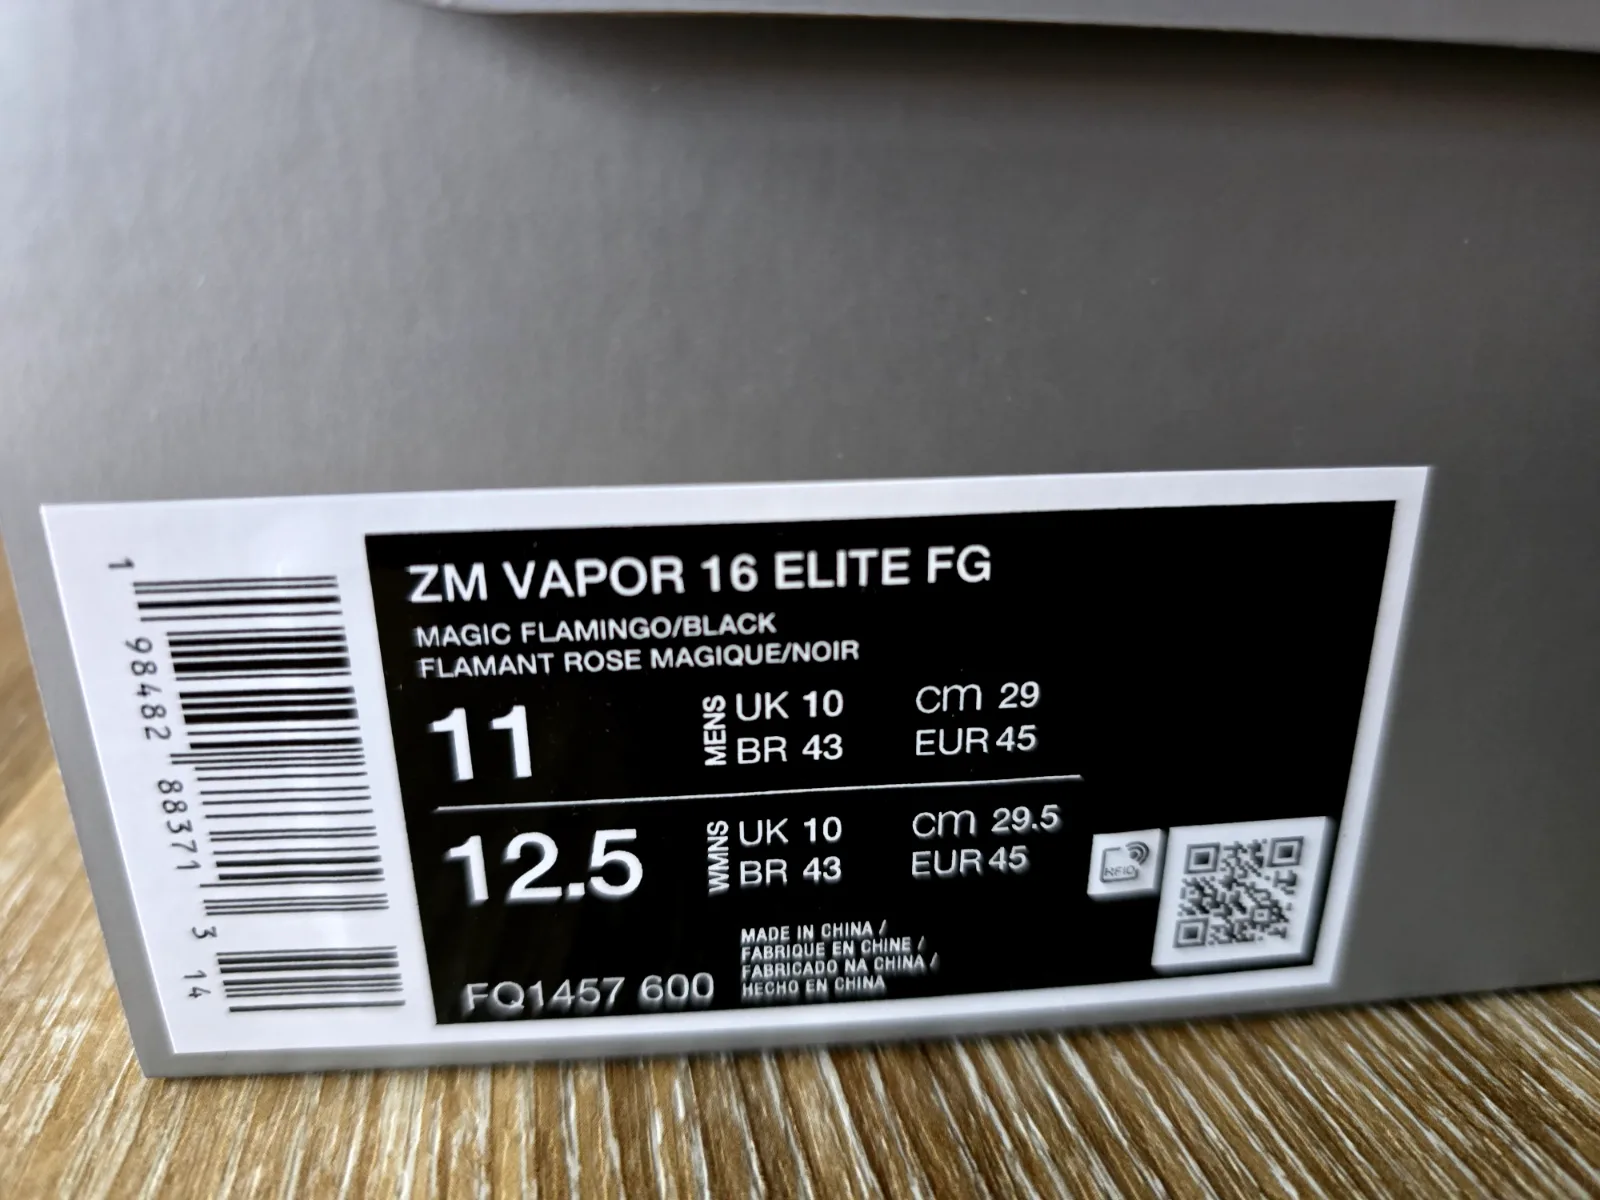 ZM VAPOR 16 ELITE FG
MAGIC FLAMINGO/BLACK
FLAMANT ROSE MAGIQUE/NOIR
11 MENS UK 10 cm 29
BR 43 EUR 45
12.5 WMNS UK 10 cm 29.5
BR 43 EUR 45
FQ1457 600
MADE IN CHINA /
FABRIQUE EN CHINE /
FABRICADO NA CHINA /
HECHO EN CHINA
RFID
1 98482 88371 3 14